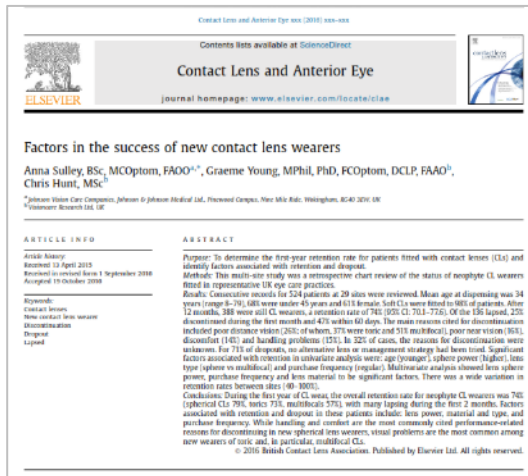 Contact Lens and Anterior Eye xxx (2016) xxx–xxx
Contents lists available at ScienceDirect
Contact Lens and Anterior Eye
journal homepage: www.elsevier.com/locate/clae
ELSEVIER
Factors in the success of new contact lens wearers
Anna Sulley, BSc, MCOptom, FAOOa,*, Graeme Young, MPhil, PhD, FCOptom, DCLP, FAAOb,
Chris Hunt, MScb
a Johnson Vision Care Companies, Johnson & Johnson Medical Ltd., Pinewood Campus, Nine Mile Ride, Wokingham, RG40 3EW, UK
b Visioncare Research Ltd, UK
ARTICLE INFO
Article history:
Received 13 April 2015
Received in revised form 1 September 2016
Accepted 19 October 2016
Keywords:
Contact lenses
New contact lens wearer
Discontinuation
Dropout
Lapsed
ABSTRACT
Purpose: To determine the first-year retention rate for patients fitted with contact lenses (CLs) and
identify factors associated with retention and dropout.
Methods: This multi-site study was a retrospective chart review of the status of neophyte CL wearers
fitted in representative UK eye care practices.
Results: Consecutive records for 524 patients at 29 sites were reviewed. Mean age at dispensing was 34
years (range 8–79), 68% were under 45 years and 61% female. Soft CLs were fitted to 98% of patients. After
12 months, 388 were still CL wearers, a retention rate of 74% (95% CI: 70.1–77.6). Of the 136 lapsed, 25%
discontinued during the first month and 47% within 60 days. The main reasons cited for discontinuation
included poor distance vision (26%; of whom, 37% were toric and 51% multifocal), poor near vision (16%),
discomfort (14%) and handling problems (15%). In 32% of cases, the reasons for discontinuation were
unknown. For 71% of dropouts, no alternative lens or management strategy had been tried. Significant
factors associated with retention in univariate analysis were: age (younger), sphere power (higher), lens
type (sphere vs multifocal) and purchase frequency (regular). Multivariate analysis showed lens sphere
power, purchase frequency and lens material to be significant factors. There was a wide variation in
retention rates between sites (40–100%).
Conclusions: During the first year of CL wear, the overall retention rate for neophyte CL wearers was 74%
(spherical CLs 79%, torics 73%, multifocals 57%), with many lapsing during the first 2 months. Factors
associated with retention and dropout in these patients include: lens power, material and type, and
purchase frequency. While handling and comfort are the most commonly cited performance-related
reasons for discontinuing in new spherical lens wearers, visual problems are the most common among
new wearers of toric and, in particular, multifocal CLs.
© 2016 British Contact Lens Association. Published by Elsevier Ltd. All rights reserved.